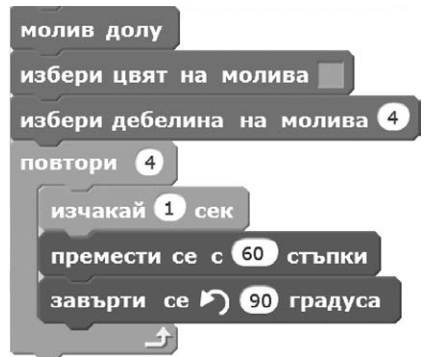 молив долу
избери цвят на молива
избери дебелина на молива 4
повтори 4
изчакай 1 сек
премести се с 60 стъпки
завърти се 90 градуса